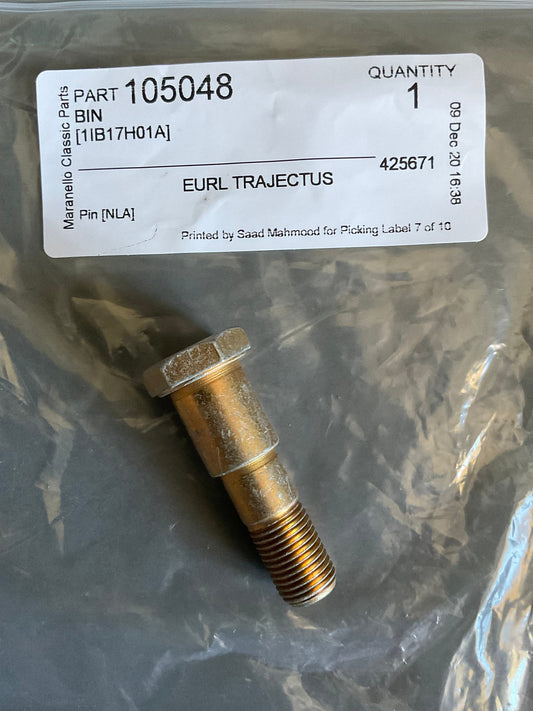 Maranello Classic Parts
PART 105048
QUANTITY
1
BIN
[1IB17H01A]
425671
EURL TRAJECTUS
Pin [NLA]
Printed by Saad Mahmood for Picking Label 7 of 10
09 Dec 20 16:38